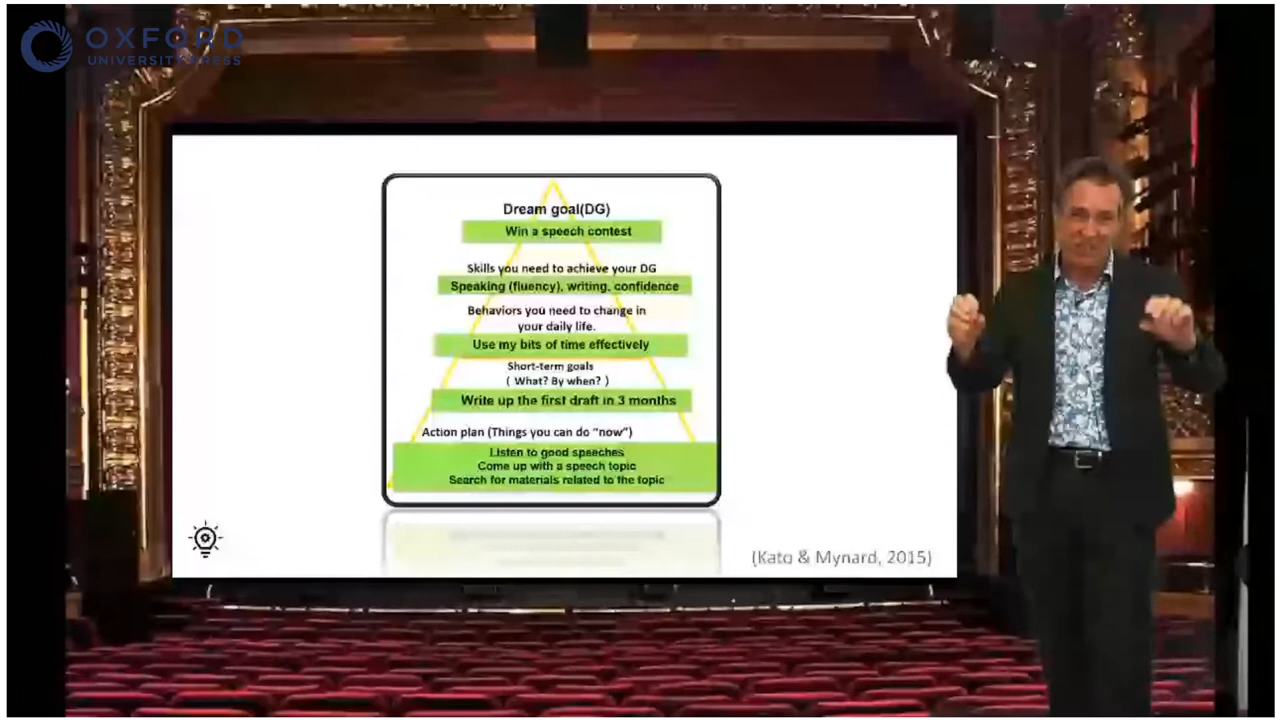 OXFORD
UNIVERSITY PRESS
Dream goal(DG)
Win a speech contest
Skills you need to achieve your DG
Speaking (fluency), writing, confidence
Behaviors you need to change in
your daily life.
Use my bits of time effectively
Short-term goals
( What? By when? )
Write up the first draft in 3 months
Action plan (Things you can do “now”)
Listen to good speeches
Come up with a speech topic
Search for materials related to the topic
(Kato & Mynard, 2015)